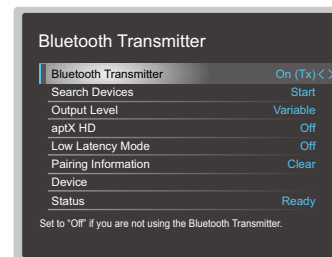 Bluetooth Transmitter
Bluetooth Transmitter On (Tx)
Search Devices Start
Output Level Variable
aptX HD Off
Low Latency Mode Off
Pairing Information Clear
Device
Status Ready
Set to “Off” if you are not using the Bluetooth Transmitter.